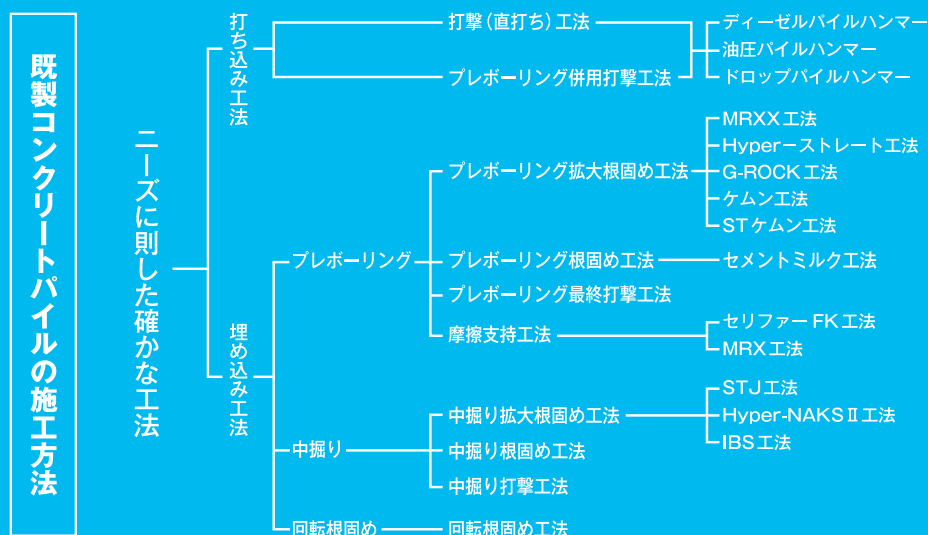 既製コンクリートパイルの施工方法
ニーズに則した確かな工法
打ち込み工法
打撃(直打ち)工法
プレボーリング併用打撃工法
ディーゼルパイルハンマー
油圧パイルハンマー
ドロップパイルハンマー
埋め込み工法
プレボーリング
プレボーリング拡大根固め工法
MRXX工法
Hyperーストレート工法
G-ROCK工法
ケムン工法
STケムン工法
プレボーリング根固め工法
セメントミルク工法
プレボーリング最終打撃工法
摩擦支持工法
セリファーFK工法
MRX工法
中掘り
中掘り拡大根固め工法
STJ工法
Hyper-NAKSⅡ工法
IBS工法
中掘り根固め工法
中掘り打撃工法
回転根固め
回転根固め工法